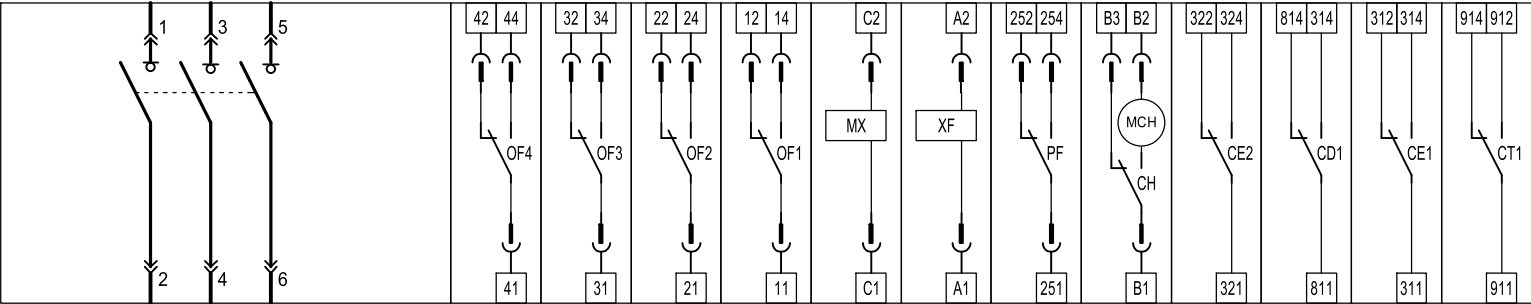 1 3 5
42 44 32 34 22 24 12 14 C2 A2 252 254 B3 B2 322 324 814 314 312 314 914 912
MX XF MCH
OF4 OF3 OF2 OF1 PF CE2 CD1 CE1 CT1
CH
2 4 6
41 31 21 11 C1 A1 251 B1 321 811 311 911